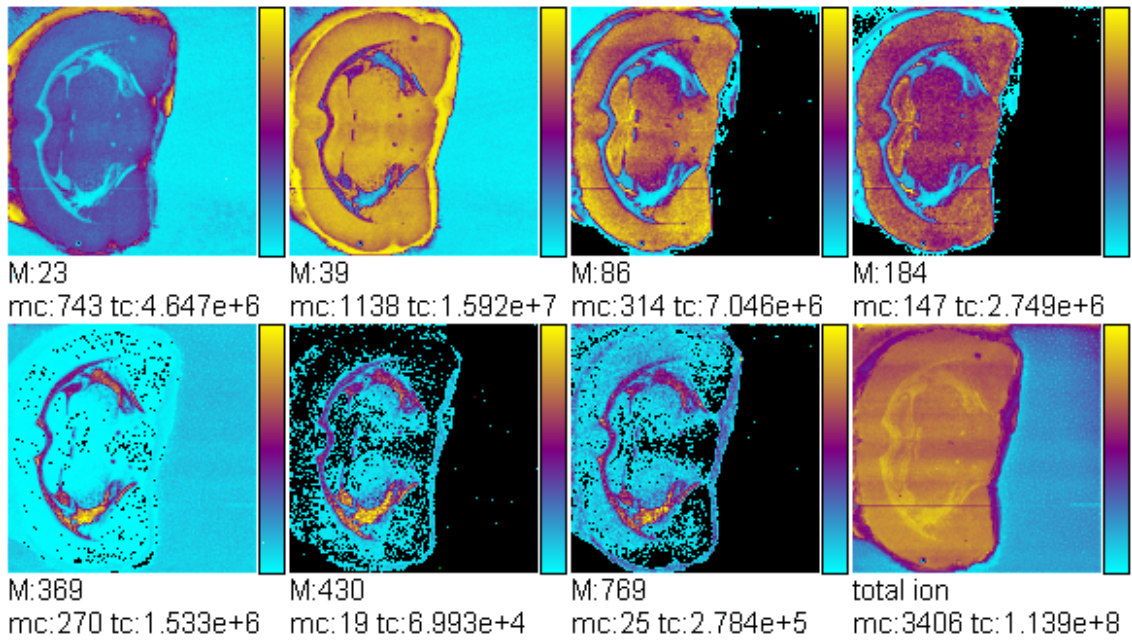 M:23
mc:743 tc:4.647e+6
M:39
mc:1138 tc:1.592e+7
M:86
mc:314 tc:7.046e+6
M:184
mc:147 tc:2.749e+6
M:369
mc:270 tc:1.533e+6
M:430
mc:19 tc:6.993e+4
M:769
mc:25 tc:2.784e+5
total ion
mc:3406 tc:1.139e+8